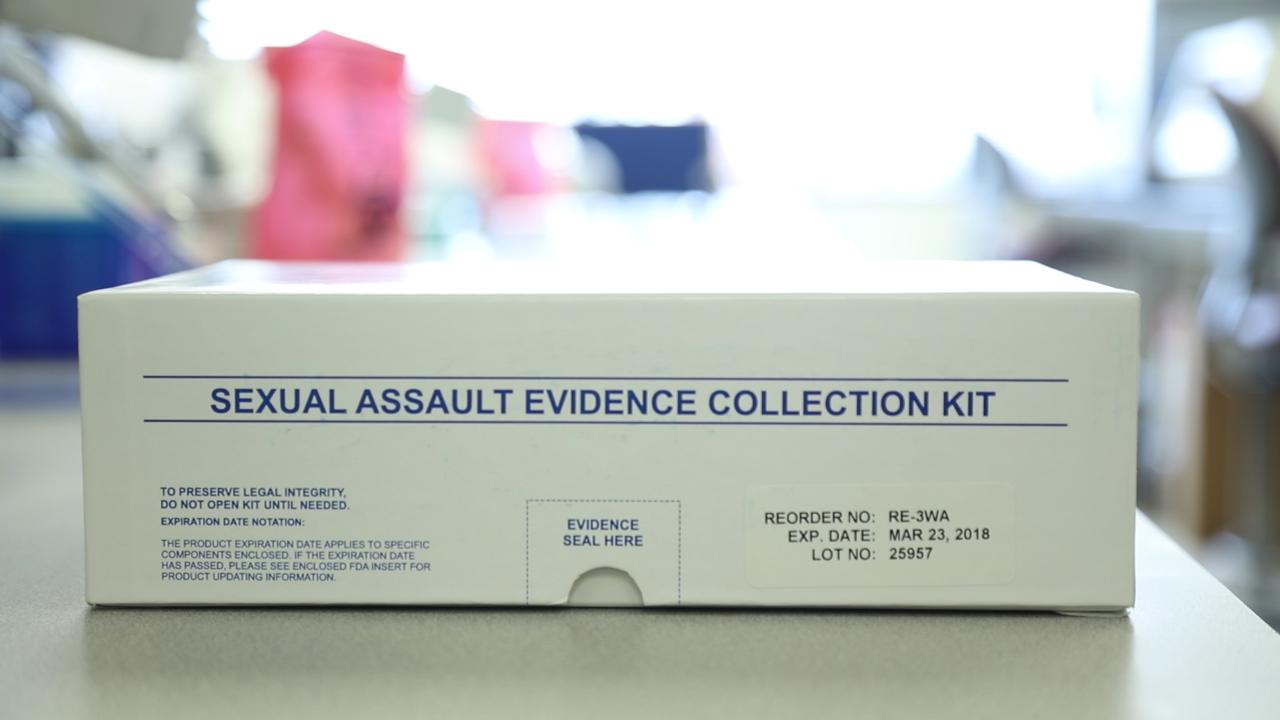 SEXUAL ASSAULT EVIDENCE COLLECTION KIT
TO PRESERVE LEGAL INTEGRITY,
DO NOT OPEN KIT UNTIL NEEDED.
EXPIRATION DATE NOTATION:
THE PRODUCT EXPIRATION DATE APPLIES TO SPECIFIC
COMPONENTS ENCLOSED. IF THE EXPIRATION DATE
HAS PASSED, PLEASE SEE ENCLOSED FDA INSERT FOR
PRODUCT UPDATING INFORMATION.
EVIDENCE
SEAL HERE
REORDER NO: RE-3WA
EXP. DATE: MAR 23, 2018
LOT NO: 25957